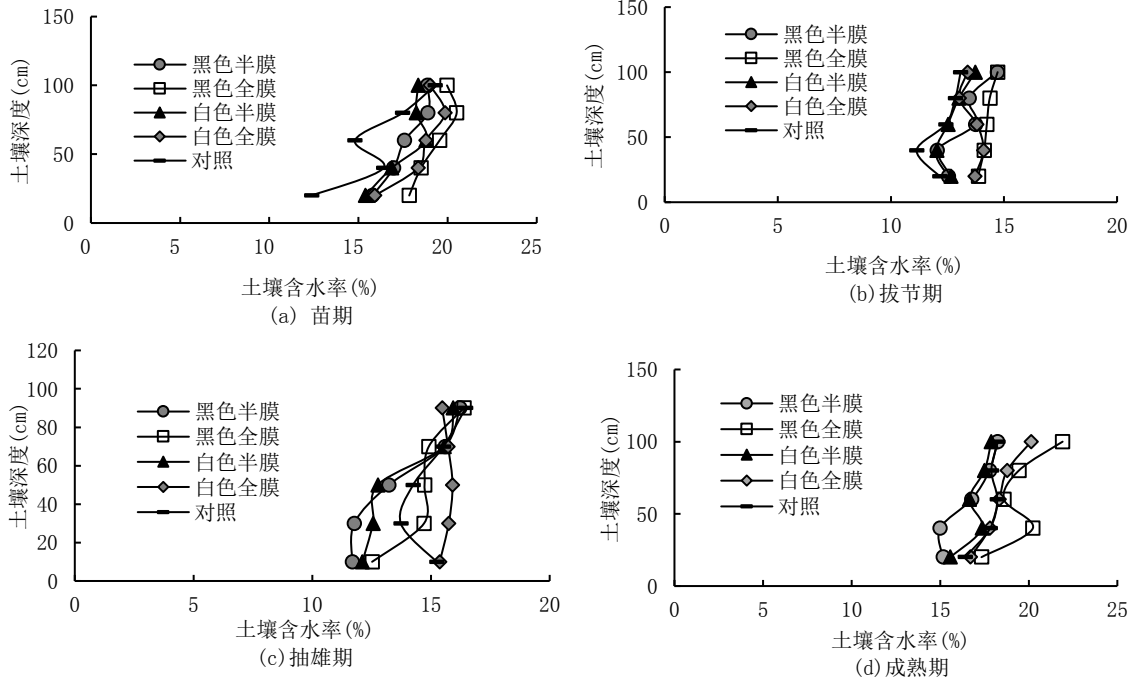 150
100
50
0
土壤深度(cm)
黑色半膜
黑色全膜
白色半膜
白色全膜
对照
0 5 10 15 20 25
土壤含水率(%)
(a) 苗期
150
100
50
0
土壤深度(cm)
黑色半膜
黑色全膜
白色半膜
白色全膜
对照
0 5 10 15 20
土壤含水率(%)
(b)拔节期
120
100
80
60
40
20
0
土壤深度(cm)
黑色半膜
黑色全膜
白色半膜
白色全膜
对照
0 5 10 15 20
土壤含水率(%)
(c)抽雄期
150
100
50
0
土壤深度(cm)
黑色半膜
黑色全膜
白色半膜
白色全膜
对照
0 5 10 15 20 25
土壤含水率(%)
(d)成熟期